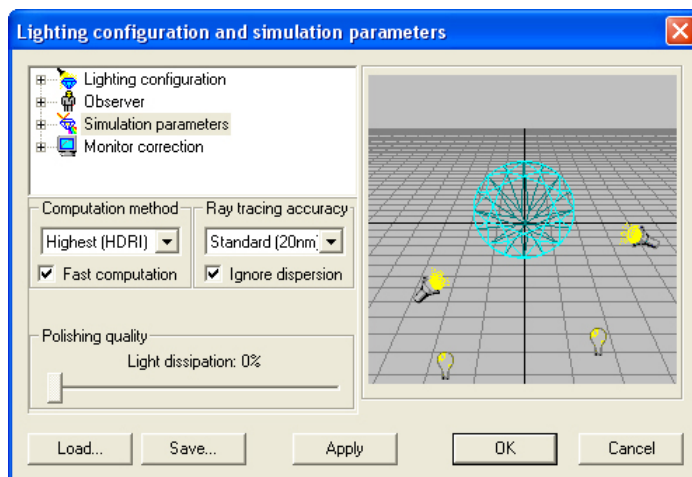 Lighting configuration and simulation parameters
Lighting configuration
Observer
Simulation parameters
Monitor correction
Computation method
Ray tracing accuracy
Highest (HDRI)
Standard (20nm)
Fast computation
Ignore dispersion
Polishing quality
Light dissipation: 0%
Load...
Save...
Apply
OK
Cancel